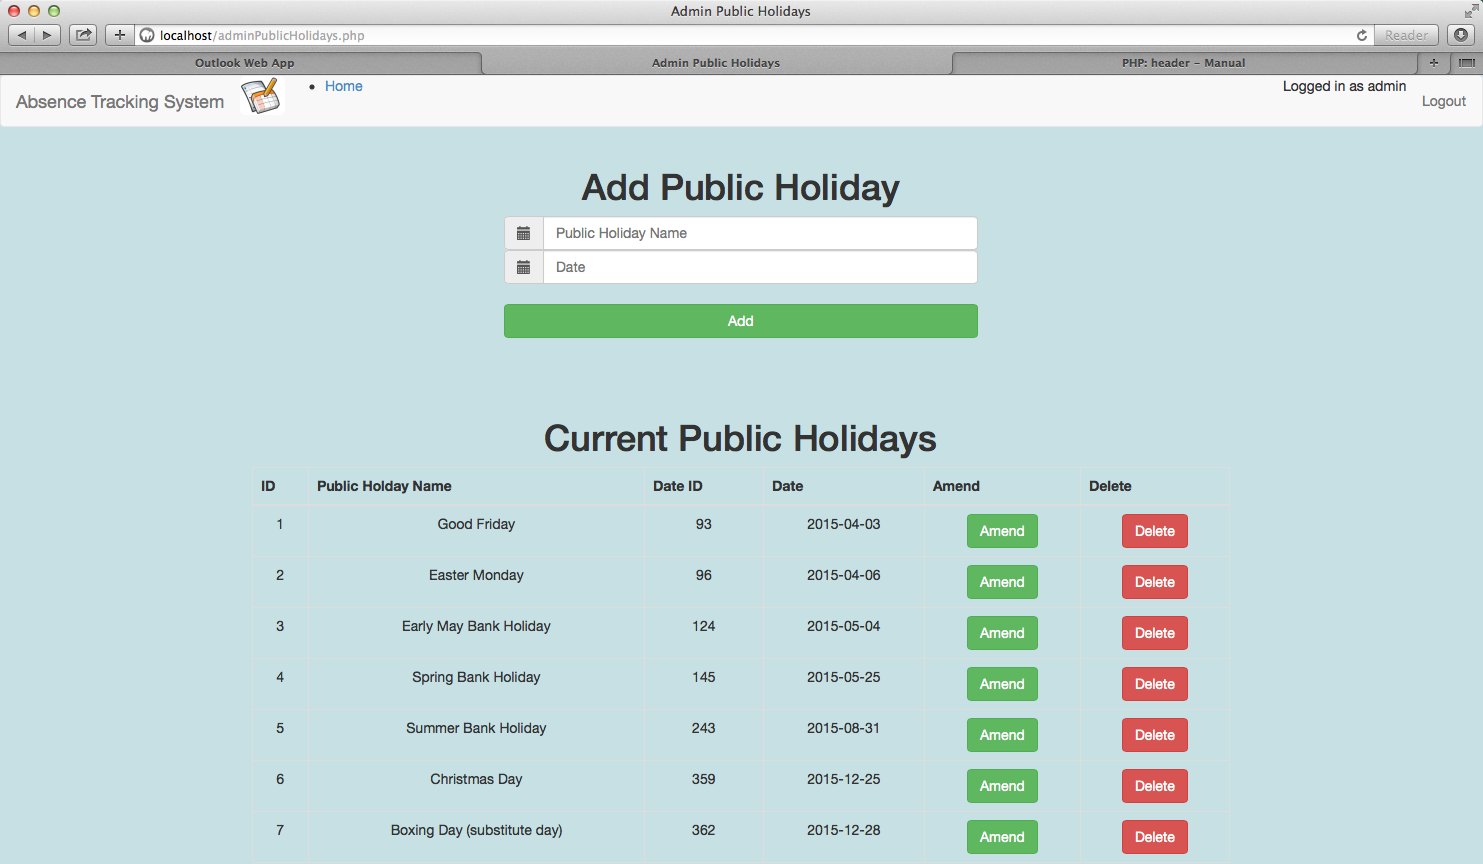 Admin Public Holidays
localhost/adminPublicHolidays.php
Reader
Outlook Web App
Admin Public Holidays
PHP: header – Manual
Absence Tracking System
Home
Logged in as admin
Logout
Add Public Holiday
Public Holiday Name
Date
Add
Current Public Holidays
ID Public Holday Name Date ID Date Amend Delete
1 Good Friday 93 2015-04-03 Amend Delete
2 Easter Monday 96 2015-04-06 Amend Delete
3 Early May Bank Holiday 124 2015-05-04 Amend Delete
4 Spring Bank Holiday 145 2015-05-25 Amend Delete
5 Summer Bank Holiday 243 2015-08-31 Amend Delete
6 Christmas Day 359 2015-12-25 Amend Delete
7 Boxing Day (substitute day) 362 2015-12-28 Amend Delete